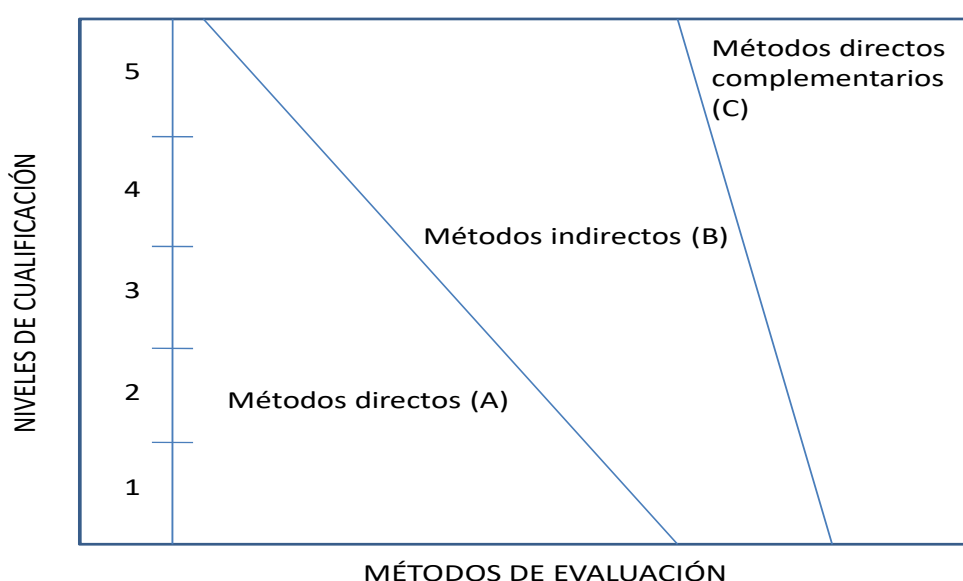 NIVELES DE CUALIFICACIÓN
5
4
3
2
1
Métodos directos
complementarios
(C)
Métodos indirectos (B)
Métodos directos (A)
MÉTODOS DE EVALUACIÓN